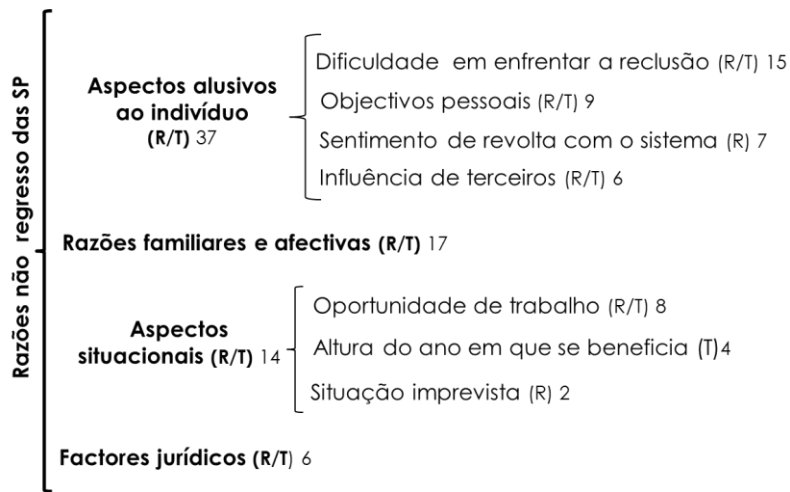 Razões não regresso das SP
Aspectos alusivos
ao indivíduo
(R/T) 37
Dificuldade em enfrentar a reclusão (R/T) 15
Objectivos pessoais (R/T) 9
Sentimento de revolta com o sistema (R) 7
Influência de terceiros (R/T) 6
Razões familiares e afectivas (R/T) 17
Aspectos
situacionais (R/T) 14
Oportunidade de trabalho (R/T) 8
Altura do ano em que se beneficia (T)4
Situação imprevista (R) 2
Factores jurídicos (R/T) 6